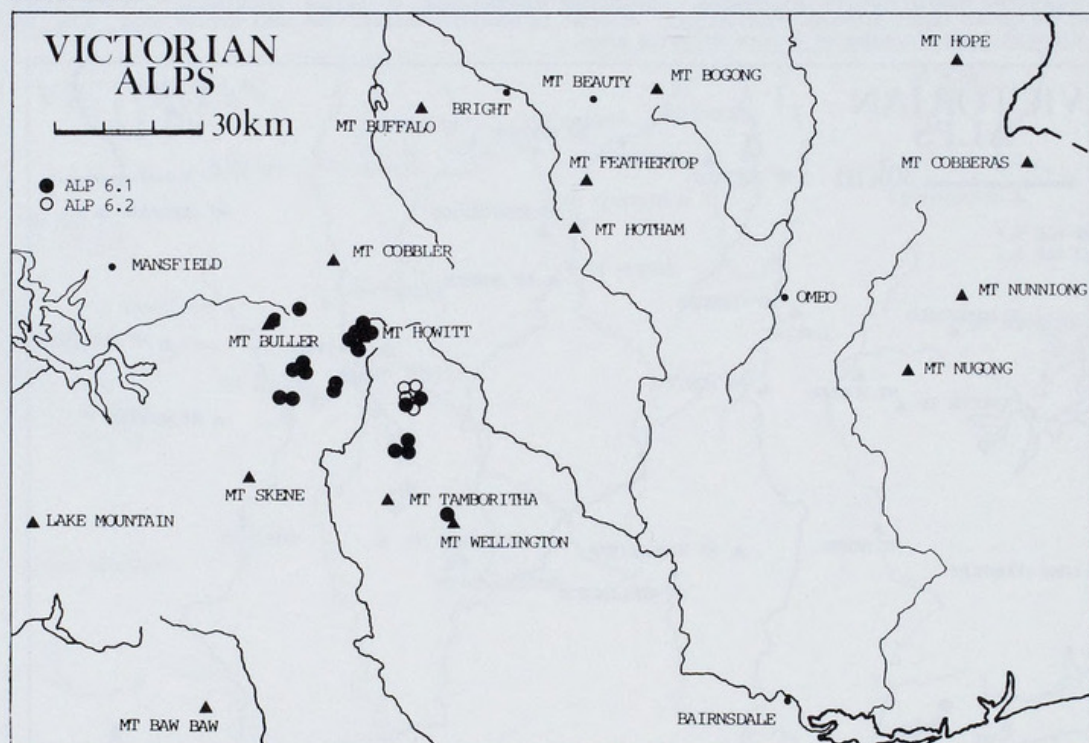 VICTORIAN
ALPS
30km
ALP 6.1
ALP 6.2
MT HOPE
MT BEAUTY
MT BOGONG
BRIGHT
MT BUFFALO
MT FEATHERTOP
MT COBBERAS
MT HOTHAM
MT COBBLER
MANSFIELD
OMEO
MT NUNNIONG
MT HOWITT
MT BULLER
MT NUGONG
MT SKENE
MT TAMBORITHA
LAKE MOUNTAIN
MT WELLINGTON
BAIRNSDALE
MT BAW BAW